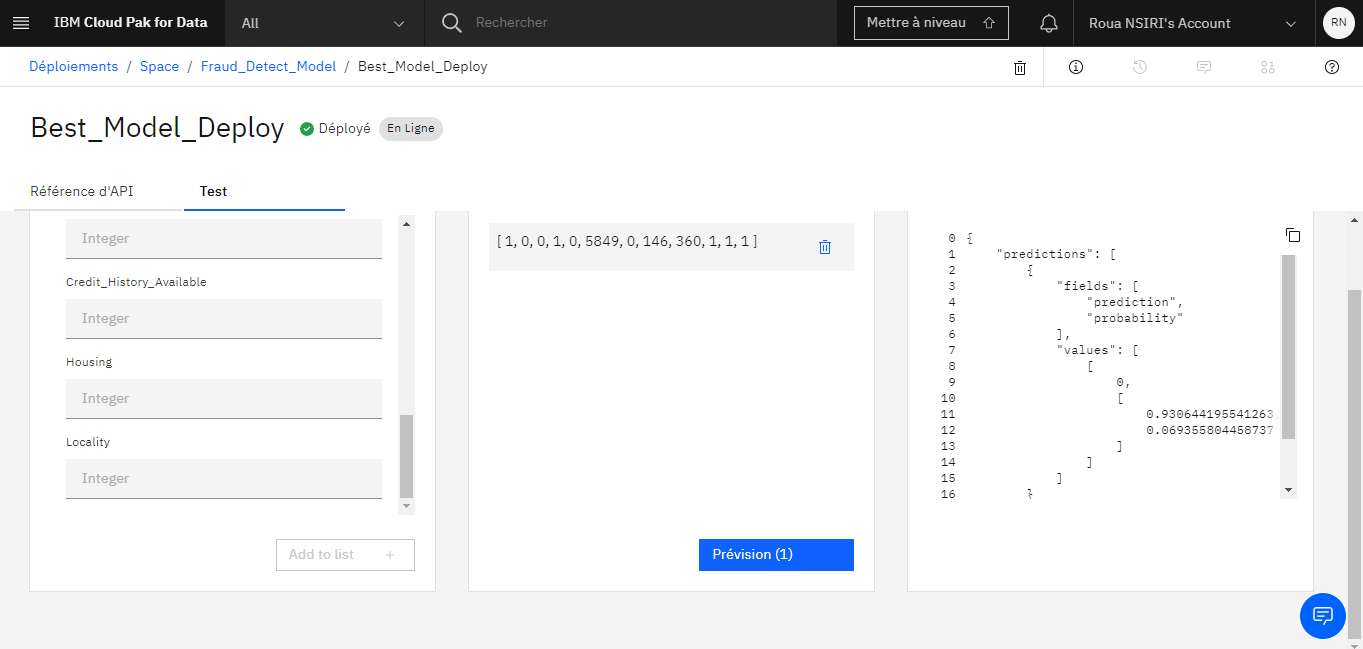 IBM Cloud Pak for Data
All
Rechercher
Mettre à niveau
Roua NSIRI's Account
RN
Déploiements / Space / Fraud_Detect_Model / Best_Model_Deploy
Best_Model_Deploy
Déployé
En Ligne
Référence d'API
Test
Integer
Credit_History_Available
Integer
Housing
Integer
Locality
Integer
Add to list +
[ 1, 0, 0, 1, 0, 5849, 0, 146, 360, 1, 1, 1 ]
Prévision (1)
0 {
1 "predictions": [
2 {
3 "fields": [
4 "prediction",
5 "probability"
6 ],
7 "values": [
8 [
9 0,
10 [
11 0.930644195541263,
12 0.069355804458737
13 ]
14 ]
15 ]
16 }